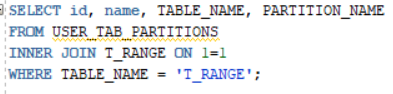 SELECT id, name, TABLE_NAME, PARTITION_NAME
FROM USER_TAB_PARTITIONS
INNER JOIN T_RANGE ON 1=1
WHERE TABLE_NAME = 'T_RANGE';